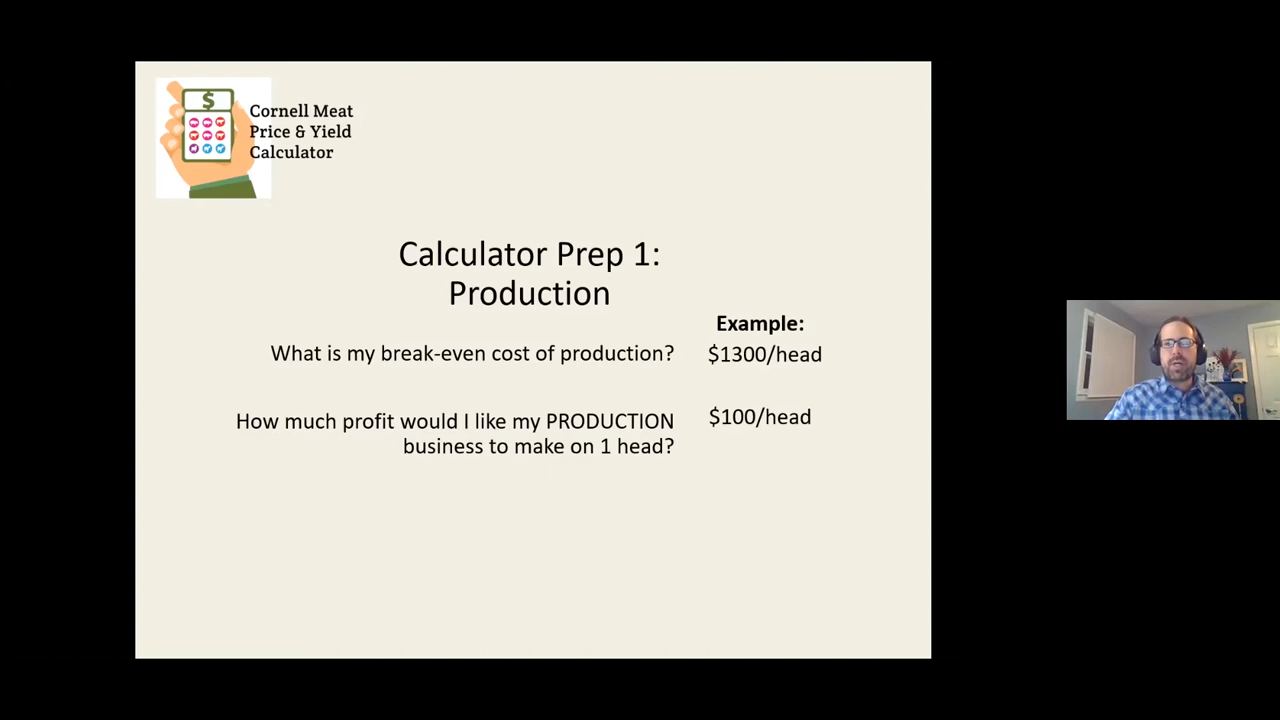 $
Cornell Meat
Price & Yield
Calculator
Calculator Prep 1:
Production
Example:
What is my break-even cost of production?
$1300/head
How much profit would I like my PRODUCTION
business to make on 1 head?
$100/head